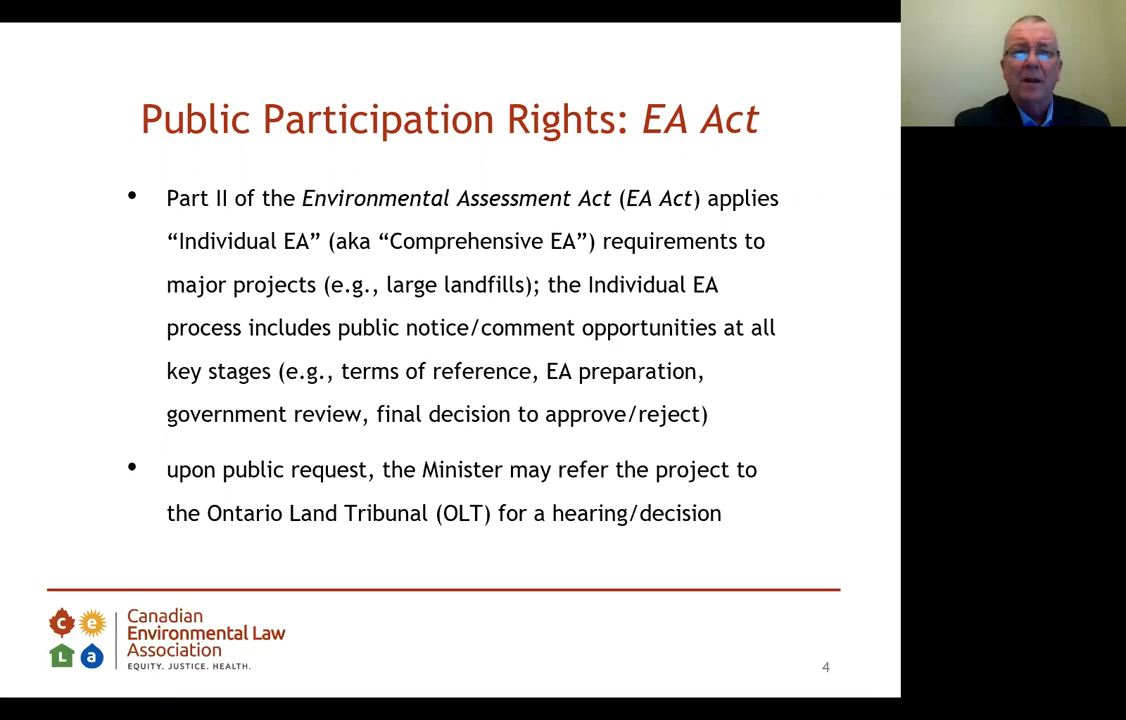 Public Participation Rights: EA Act
• Part II of the Environmental Assessment Act (EA Act) applies
“Individual EA” (aka “Comprehensive EA”) requirements to
major projects (e.g., large landfills); the Individual EA
process includes public notice/comment opportunities at all
key stages (e.g., terms of reference, EA preparation,
government review, final decision to approve/reject)
• upon public request, the Minister may refer the project to
the Ontario Land Tribunal (OLT) for a hearing/decision
c e
L a
Canadian
Environmental Law
Association
EQUITY. JUSTICE. HEALTH.
4